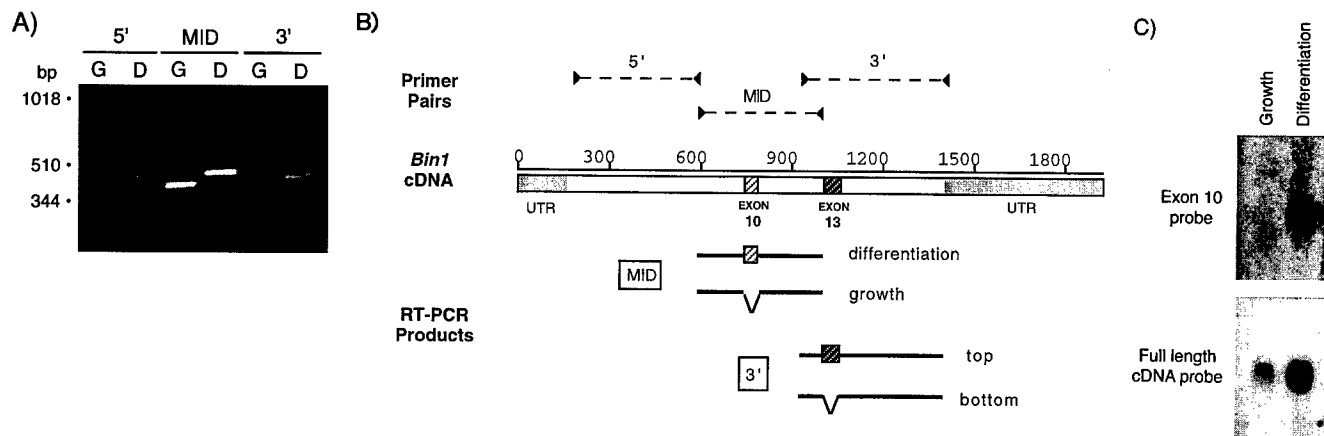 A)
5' MID 3'
G D G D G D
bp
1018 •
510 •
344 •
B)
Primer
Pairs
5'
3'
MID
Bin1
cDNA
0 300 600 900 1200 1500 1800
UTR
EXON
10
EXON
13
UTR
RT-PCR
Products
MID
differentiation
growth
3'
top
bottom
C)
Growth
Differentiation
Exon 10
probe
Full length
cDNA probe